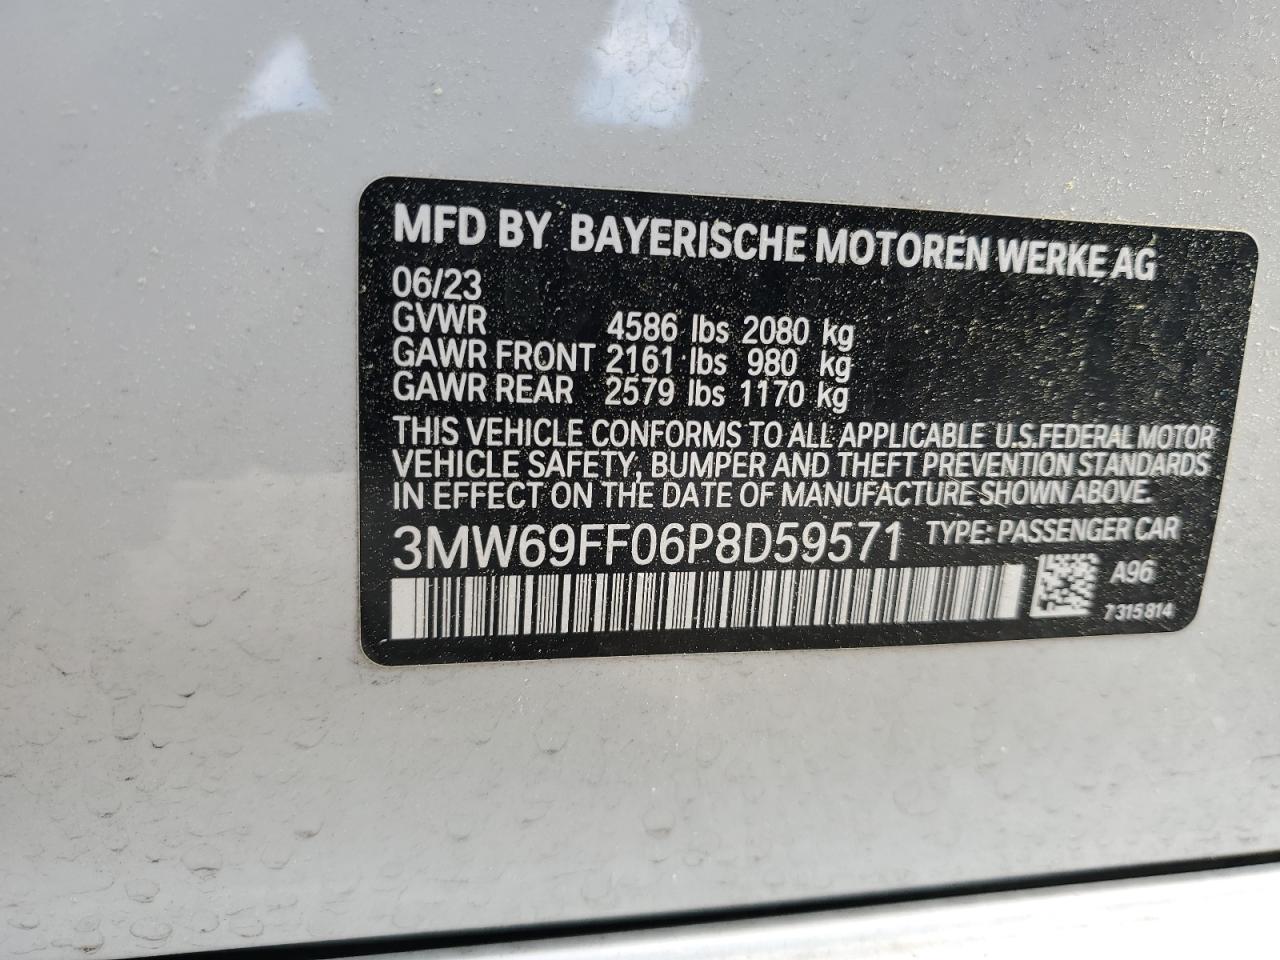 MFD BY BAYERISCHE MOTOREN WERKE AG
06/23
GVWR 4586 lbs 2080 kg
GAWR FRONT 2161 lbs 980 kg
GAWR REAR 2579 lbs 1170 kg
THIS VEHICLE CONFORMS TO ALL APPLICABLE U.S.FEDERAL MOTOR
VEHICLE SAFETY, BUMPER AND THEFT PREVENTION STANDARDS
IN EFFECT ON THE DATE OF MANUFACTURE SHOWN ABOVE.
3MW69FF06P8D59571 TYPE: PASSENGER CAR
A96
7 315 814